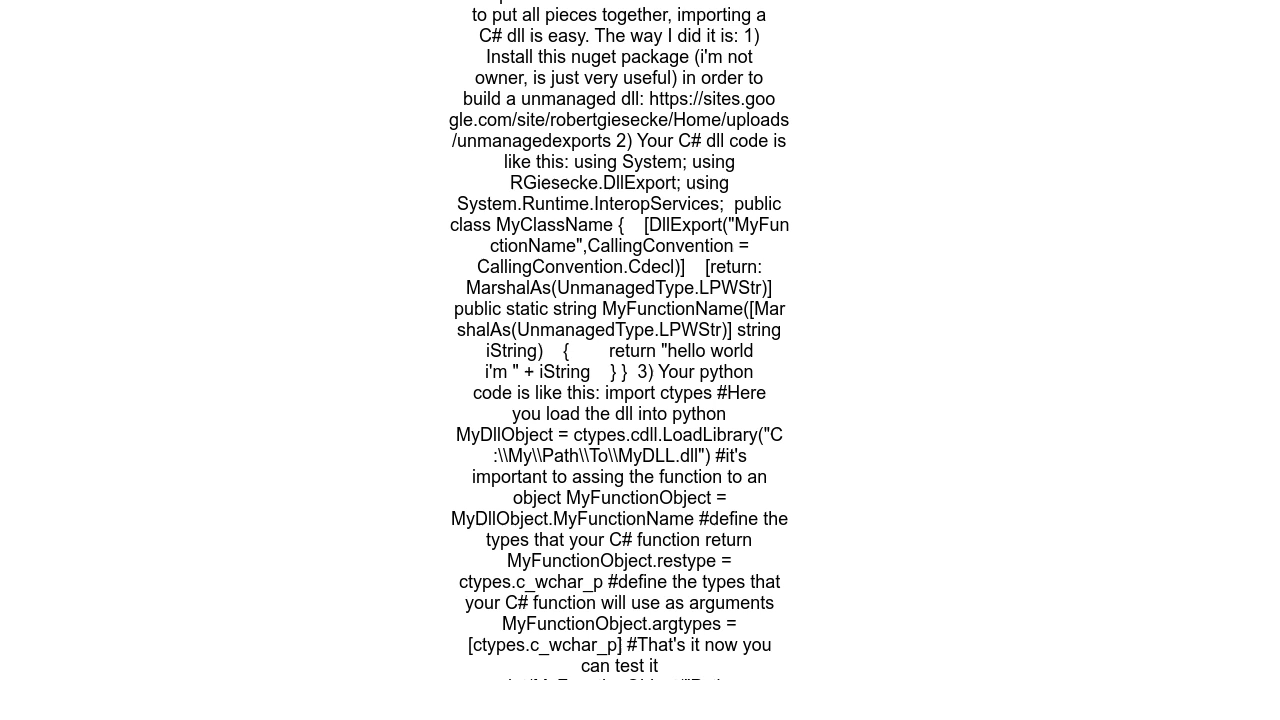 to put all pieces together, importing a
C# dll is easy. The way I did it is: 1)
Install this nuget package (i'm not
owner, is just very useful) in order to
build a unmanaged dll: https://sites.goo
gle.com/site/robertgiesecke/Home/uploads
/unmanagedexports 2) Your C# dll code is
like this: using System; using
RGiesecke.DllExport; using
System.Runtime.InteropServices;  public
class MyClassName {    [DllExport("MyFun
ctionName",CallingConvention =
CallingConvention.Cdecl)]    [return:
MarshalAs(UnmanagedType.LPWStr)]
public static string MyFunctionName([Mar
shalAs(UnmanagedType.LPWStr)] string
iString)    {        return "hello world
i'm " + iString    } }  3) Your python
code is like this: import ctypes #Here
you load the dll into python
MyDllObject = ctypes.cdll.LoadLibrary("C
:\\My\\Path\\To\\MyDLL.dll") #it's
important to assing the function to an
object MyFunctionObject =
MyDllObject.MyFunctionName #define the
types that your C# function return
MyFunctionObject.restype =
ctypes.c_wchar_p #define the types that
your C# function will use as arguments
MyFunctionObject.argtypes =
[ctypes.c_wchar_p] #That's it now you
can test it